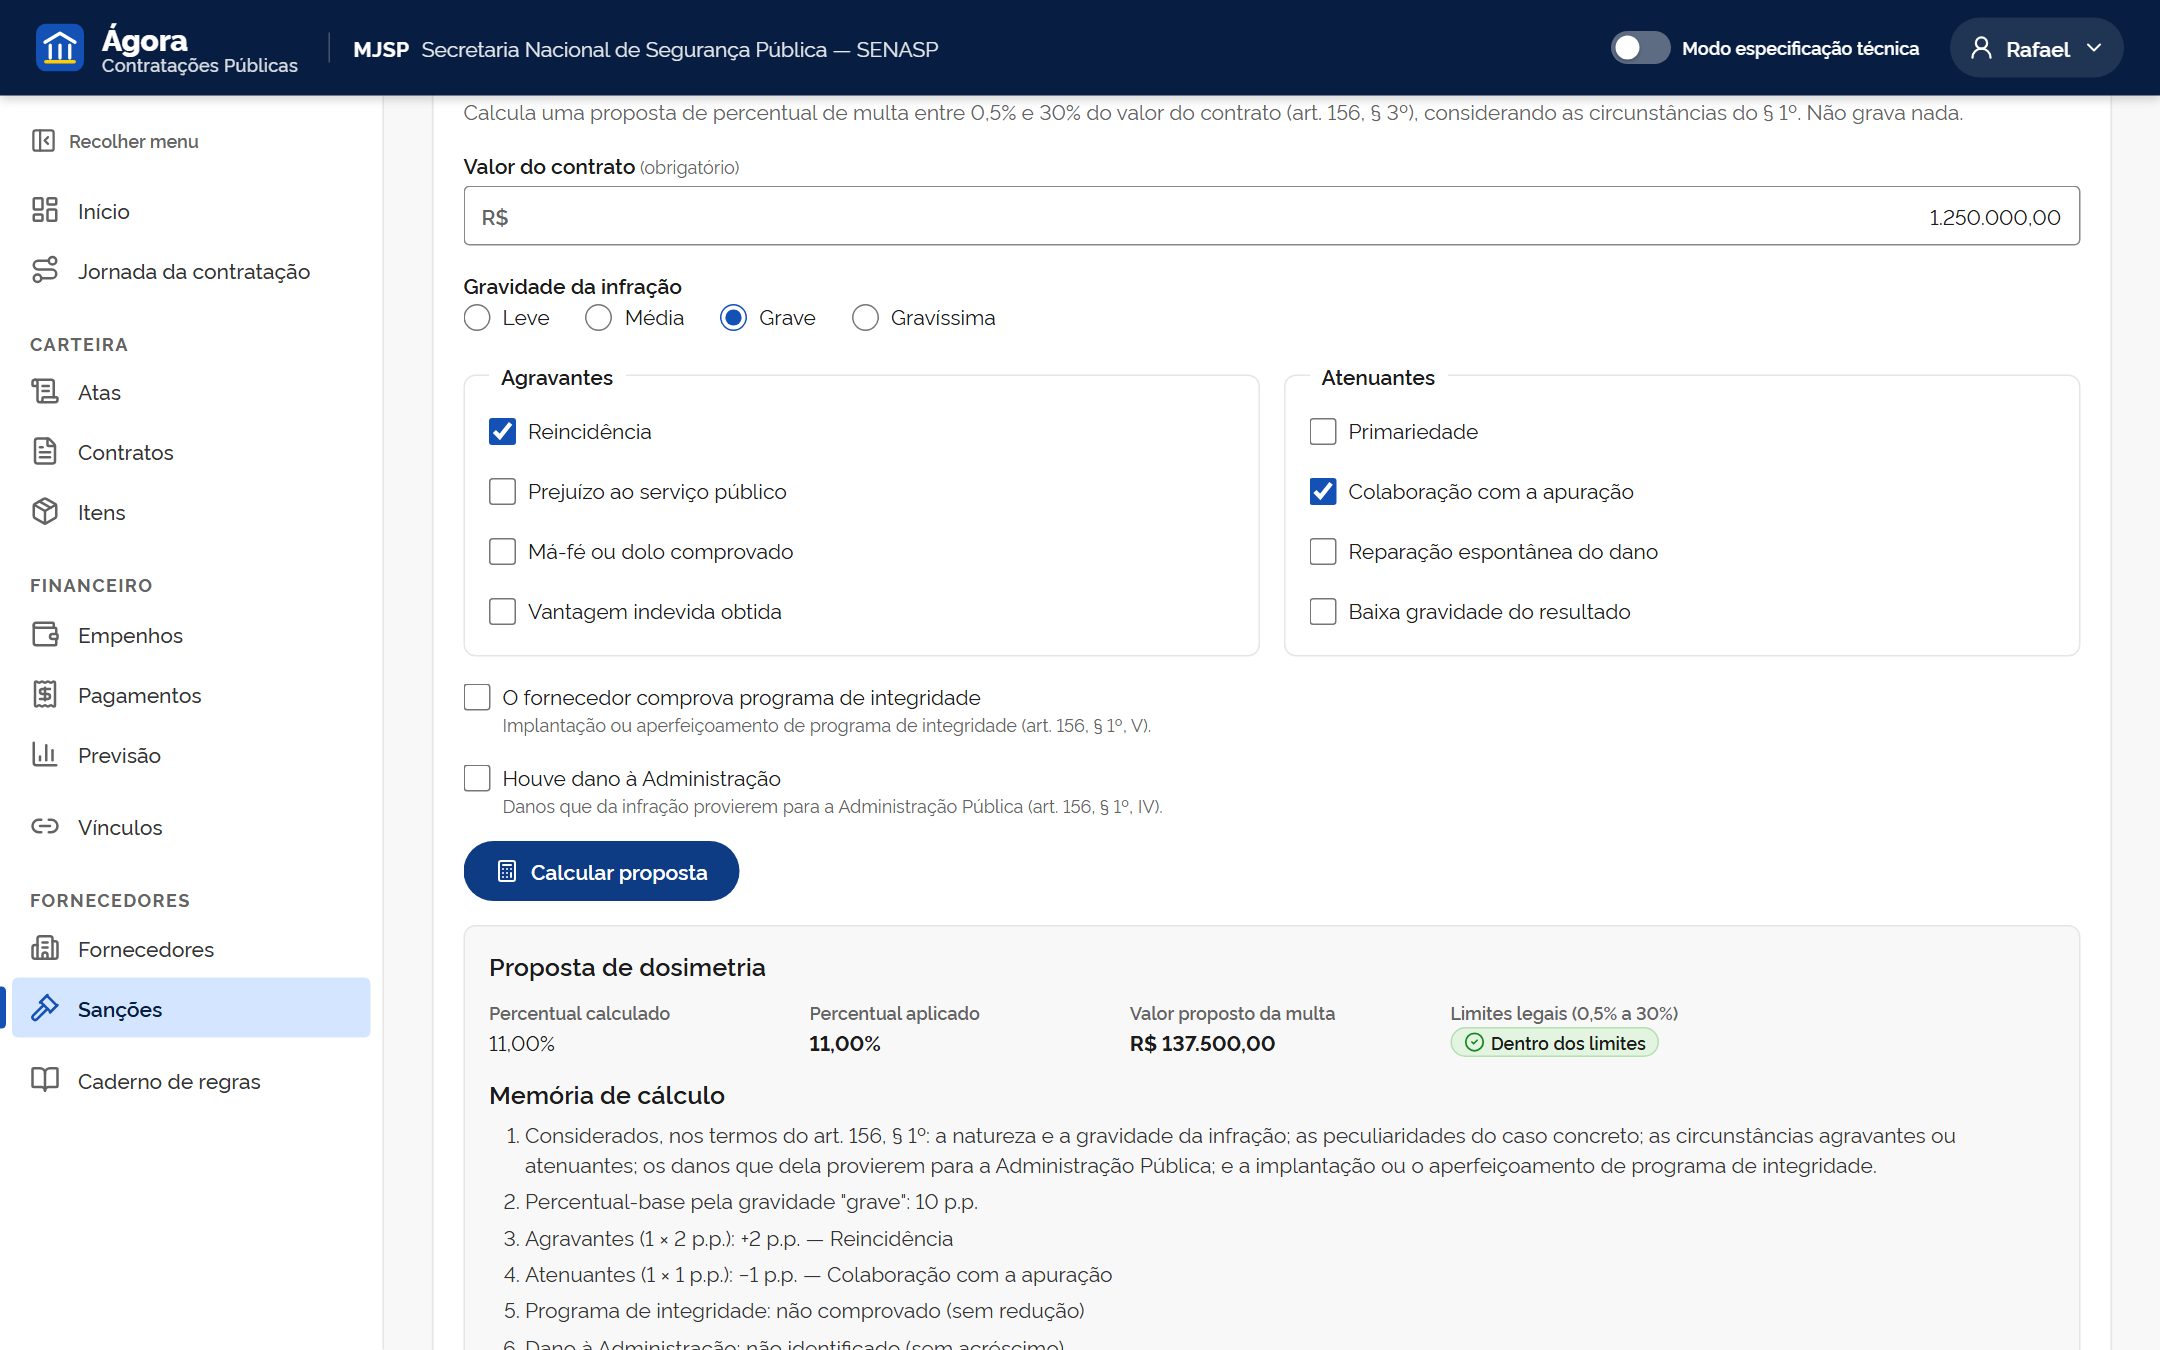 Ágora
Contratações Públicas
MJSP Secretaria Nacional de Segurança Pública — SENASP
Modo especificação técnica
Rafael
Recolher menu
Início
Jornada da contratação
CARTEIRA
Atas
Contratos
Itens
FINANCEIRO
Empenhos
Pagamentos
Previsão
Vínculos
FORNECEDORES
Fornecedores
Sanções
Caderno de regras
Calcula uma proposta de percentual de multa entre 0,5% e 30% do valor do contrato (art. 156, § 3º), considerando as circunstâncias do § 1º. Não grava nada.
Valor do contrato (obrigatório)
R$ 1.250.000,00
Gravidade da infração
Leve Média Grave Gravíssima
Agravantes
Reincidência
Prejuízo ao serviço público
Má-fé ou dolo comprovado
Vantagem indevida obtida
Atenuantes
Primariedade
Colaboração com a apuração
Reparação espontânea do dano
Baixa gravidade do resultado
O fornecedor comprova programa de integridade
Implantação ou aperfeiçoamento de programa de integridade (art. 156, § 1º, V).
Houve dano à Administração
Danos que da infração provierem para a Administração Pública (art. 156, § 1º, IV).
Calcular proposta
Proposta de dosimetria
Percentual calculado
11,00%
Percentual aplicado
11,00%
Valor proposto da multa
R$ 137.500,00
Limites legais (0,5% a 30%)
Dentro dos limites
Memória de cálculo
1. Considerados, nos termos do art. 156, § 1º: a natureza e a gravidade da infração; as peculiaridades do caso concreto; as circunstâncias agravantes ou
atenuantes; os danos que dela provierem para a Administração Pública; e a implantação ou o aperfeiçoamento de programa de integridade.
2. Percentual-base pela gravidade "grave": 10 p.p.
3. Agravantes (1 × 2 p.p.): +2 p.p. — Reincidência
4. Atenuantes (1 × 1 p.p.): −1 p.p. — Colaboração com a apuração
5. Programa de integridade: não comprovado (sem redução)
6. Dano à Administração: não identificado (sem acréscimo)